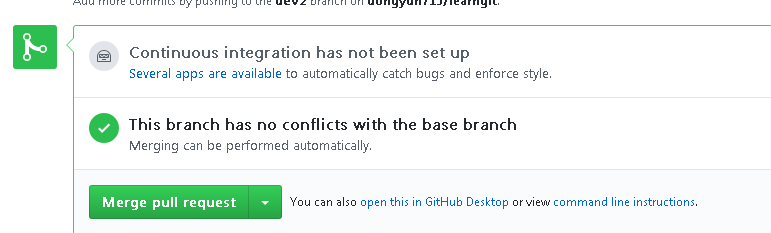 Add more commits by pushing to the dev2 branch on dongyun715/learngit.
Continuous integration has not been set up
Several apps are available to automatically catch bugs and enforce style.
This branch has no conflicts with the base branch
Merging can be performed automatically.
Merge pull request
You can also open this in GitHub Desktop or view command line instructions.